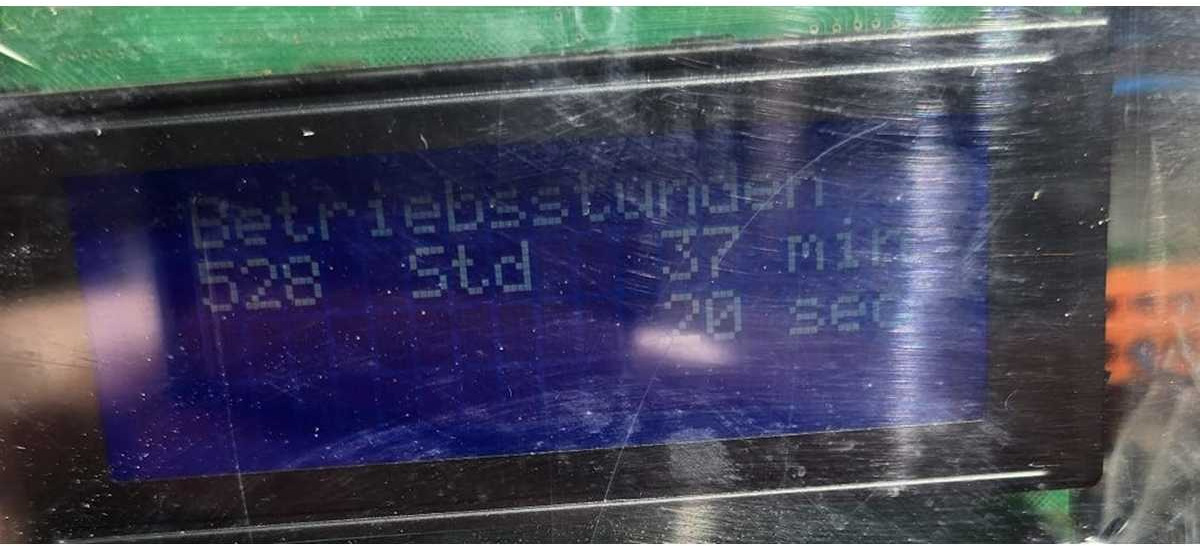 Betriebsstunden
528 Std 37 min
20 sec